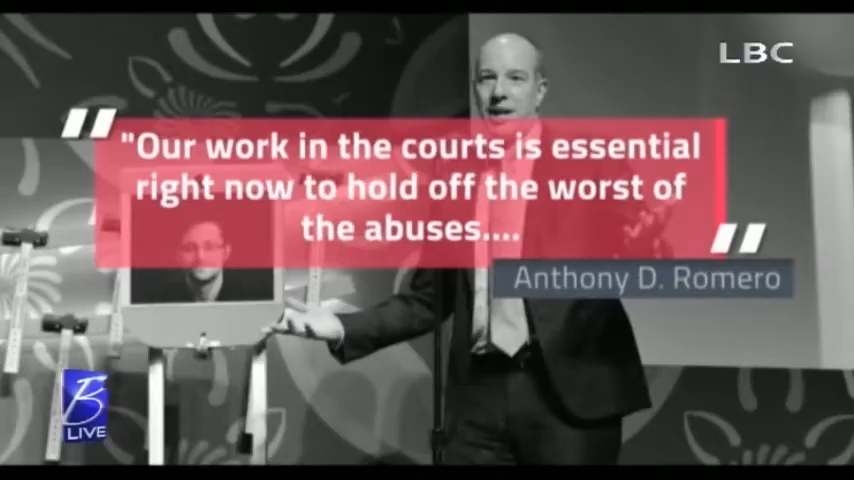 LBC
"Our work in the courts is essential
right now to hold off the worst of
the abuses....
Anthony D. Romero
B
LIVE